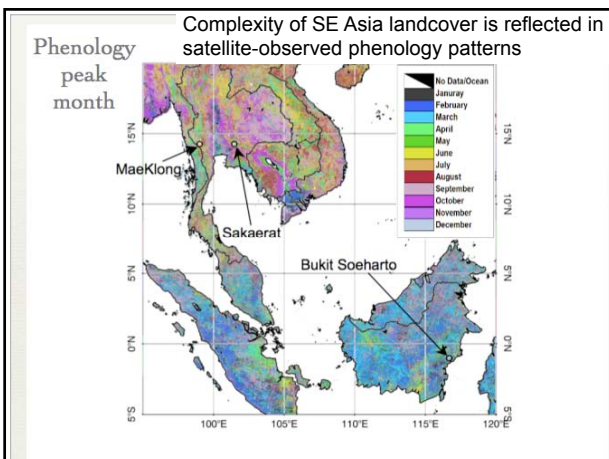 Complexity of SE Asia landcover is reflected in
satellite-observed phenology patterns
Phenology
peak
month
No Data/Ocean
Januray
February
March
April
May
June
July
August
September
October
November
December
15°N
10°N
5°N
0°N
5°S
15°N
10°N
5°N
0°N
5°S
MaeKlong
Sakaerat
Bukit Soeharto
100°E
105°E
110°E
115°E
120°E